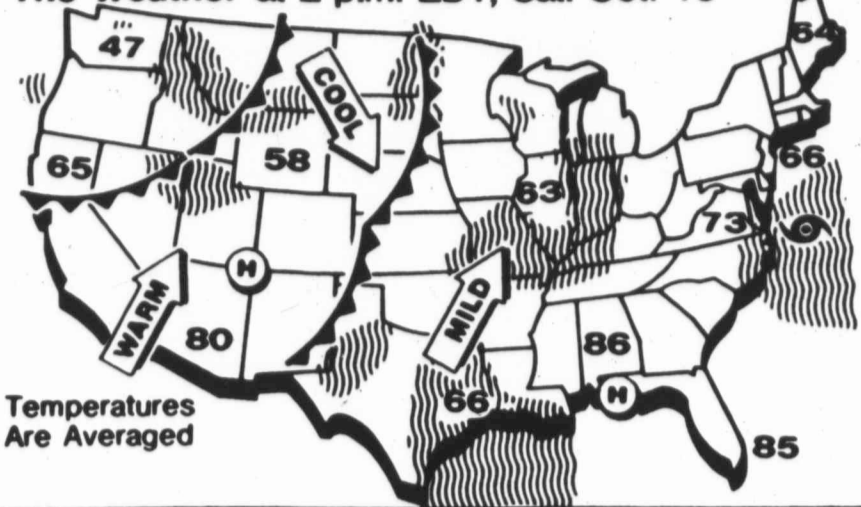 47
64
COOL
65
58
66
63
73
H
WARM
MILD
80
86
Temperatures
Are Averaged
66
H
85